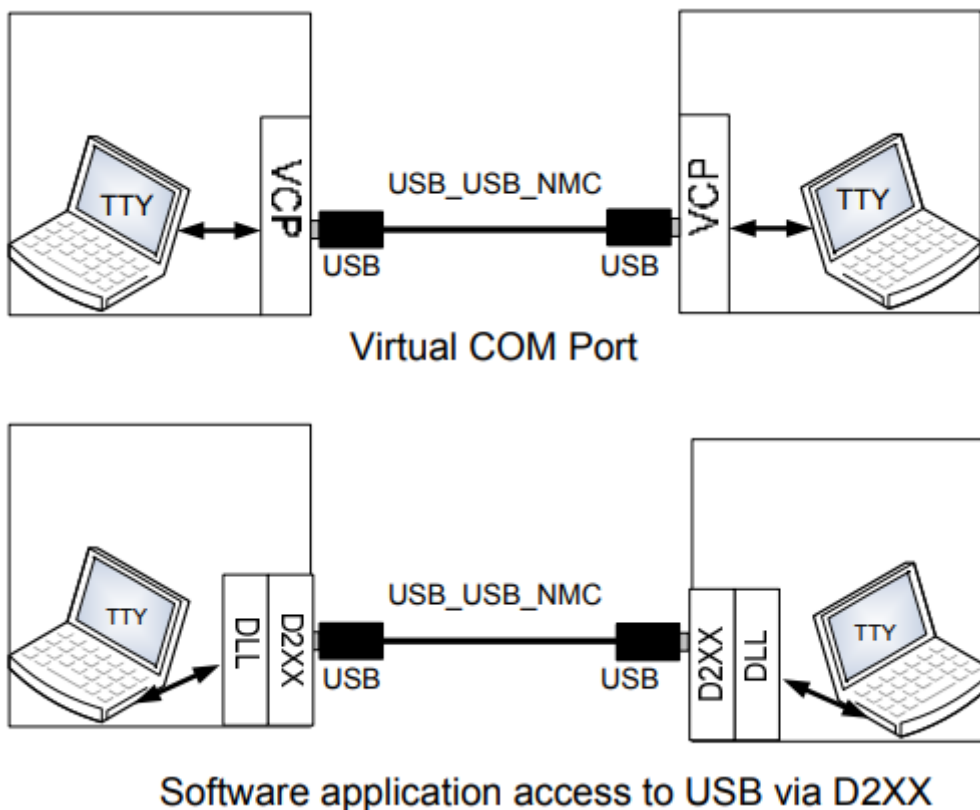 TTY
VCP
USB_USB_NMC
VCP
TTY
USB
USB
Virtual COM Port
TTY
DLL
D2XX
USB_USB_NMC
D2XX
DLL
TTY
USB
USB
Software application access to USB via D2XX